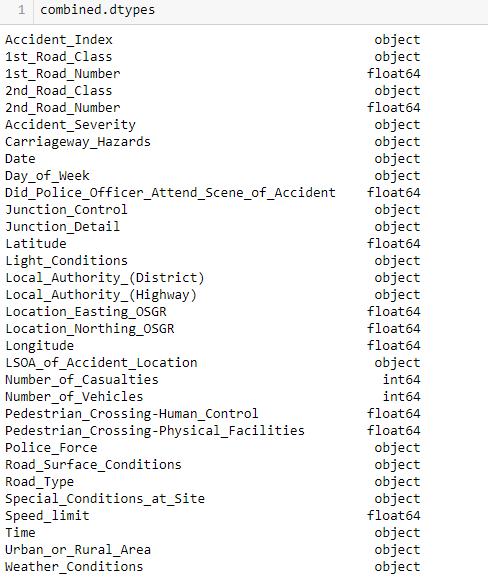 1 combined.dtypes
Accident_Index object
1st_Road_Class object
1st_Road_Number float64
2nd_Road_Class object
2nd_Road_Number float64
Accident_Severity object
Carriageway_Hazards object
Date object
Day_of_Week object
Did_Police_Officer_Attend_Scene_of_Accident float64
Junction_Control object
Junction_Detail object
Latitude float64
Light_Conditions object
Local_Authority_(District) object
Local_Authority_(Highway) object
Location_Easting_OSGR float64
Location_Northing_OSGR float64
Longitude float64
LSOA_of_Accident_Location object
Number_of_Casualties int64
Number_of_Vehicles int64
Pedestrian_Crossing-Human_Control float64
Pedestrian_Crossing-Physical_Facilities float64
Police_Force object
Road_Surface_Conditions object
Road_Type object
Special_Conditions_at_Site object
Speed_limit float64
Time object
Urban_or_Rural_Area object
Weather_Conditions object